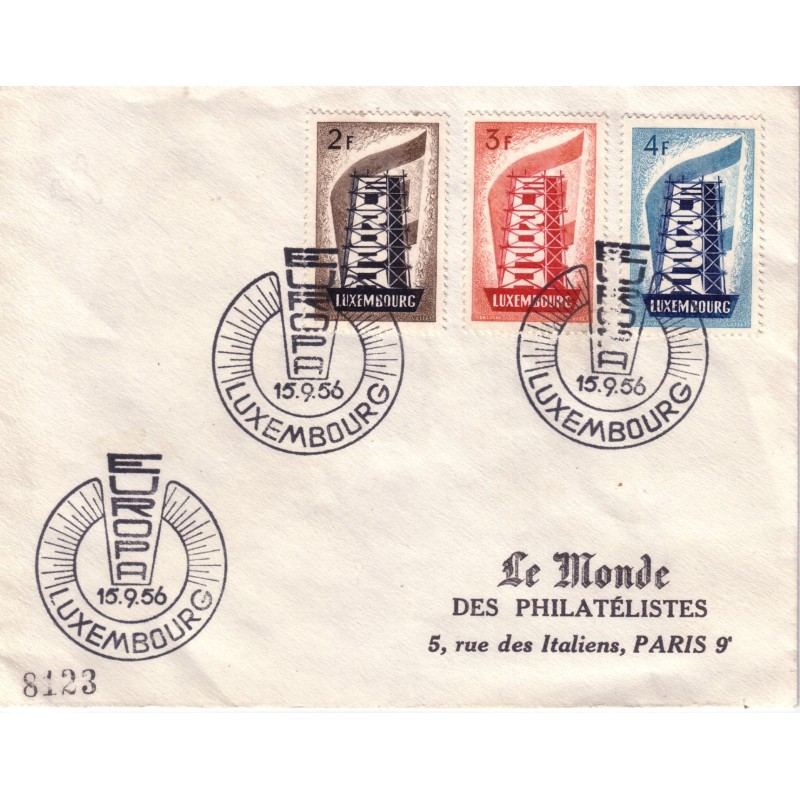 2F
3F
4F
LUXEMBOURG
LUXEMBOURG
LUXEMBOURG
EUROPA
15.9.56
LUXEMBOURG
EUROPA
15.9.56
LUXEMBOURG
EUROPA
15.9.56
LUXEMBOURG
Le Monde
DES PHILATÉLISTES
5, rue des Italiens, PARIS 9ᵉ
8123